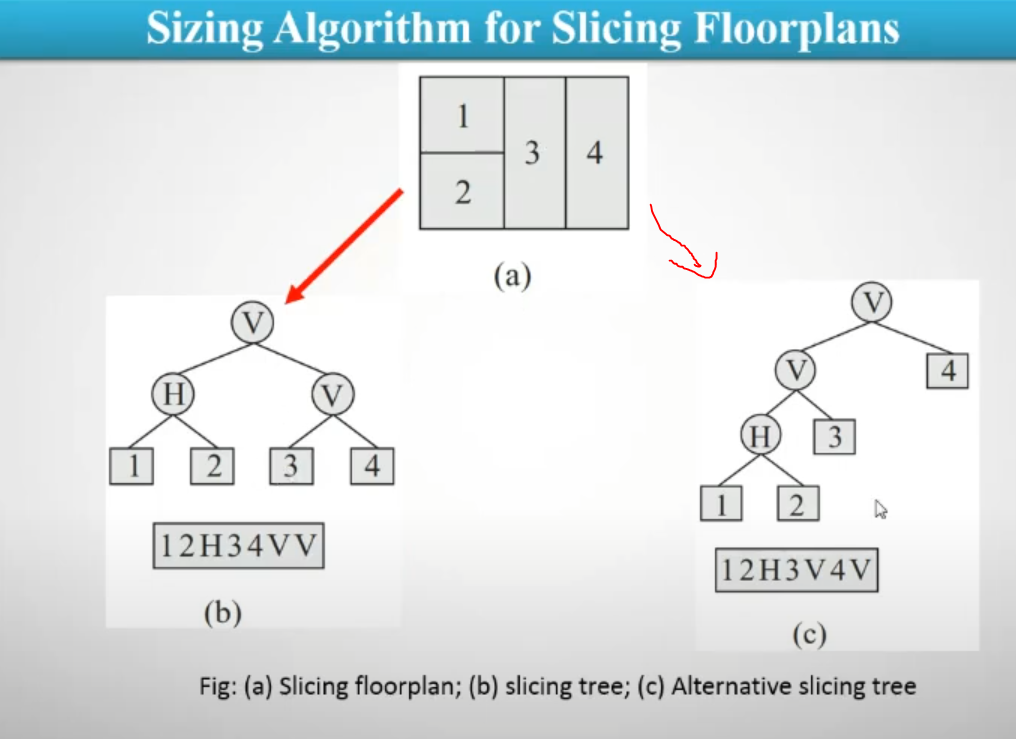 Sizing Algorithm for Slicing Floorplans
1
2
3
4
(a)
V
H
V
1
2
3
4
12H34VV
(b)
V
V
4
H
3
1
2
12H3V4V
(c)
Fig: (a) Slicing floorplan; (b) slicing tree; (c) Alternative slicing tree